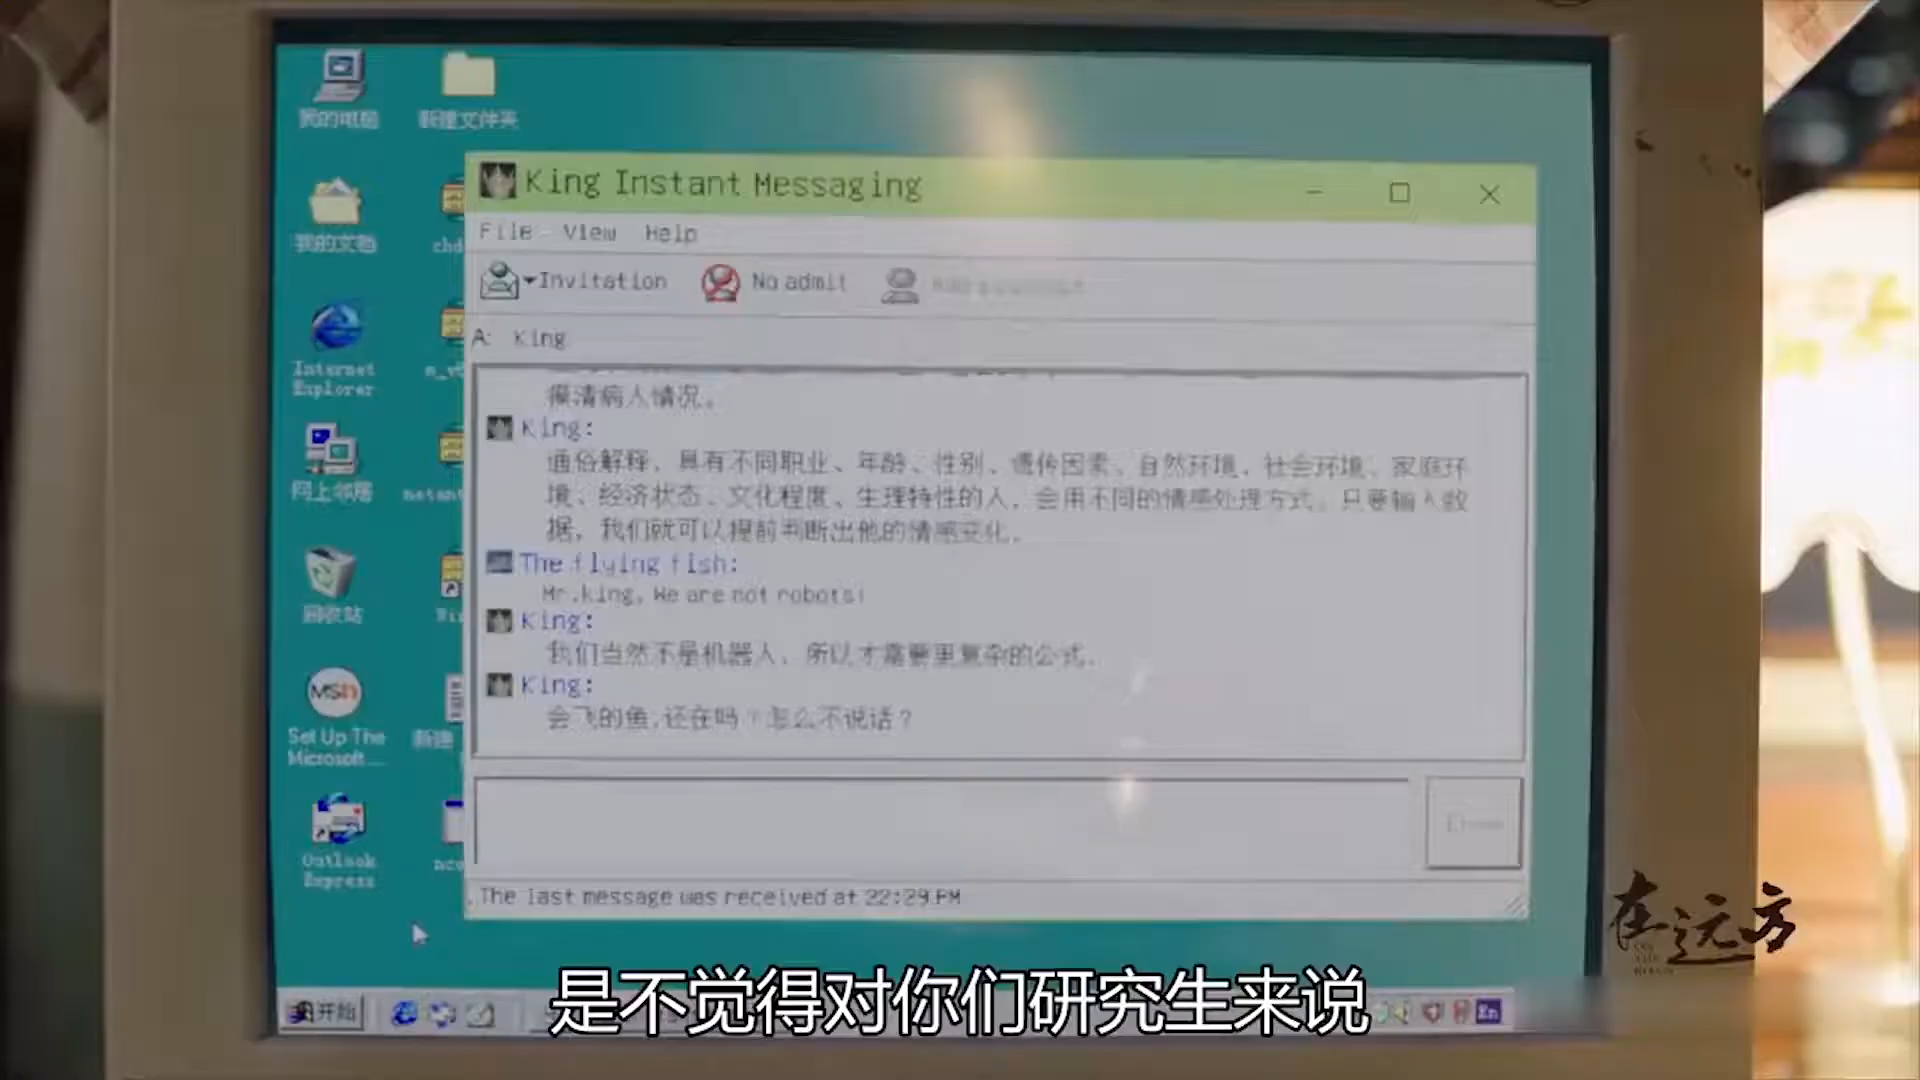 我的电脑
新建文件夹
King Instant Messaging
File View Help
我的文档
Invitation
No admit
A: King
Internet
Explorer
摸清病人情况。
King:
通俗解释，具有不同职业、年龄、性别、遗传因素、自然环境、社会环境、家庭环
境、经济状态、文化程度、生理特性的人，会用不同的情感处理方式。只要输入数
据，我们就可以提前判断出他的情感变化。
网上邻居
The flying fish:
Mr.king, We are not robots!
King:
我们当然不是机器人，所以才需要更复杂的公式。
回收站
King:
会飞的鱼,还在吗？怎么不说话？
MSN
Set Up The
Microsoft ...
新建
Outlook
Express
The last message was received at 22:29 PM
在远方
是不觉得对你们研究生来说
开始
En